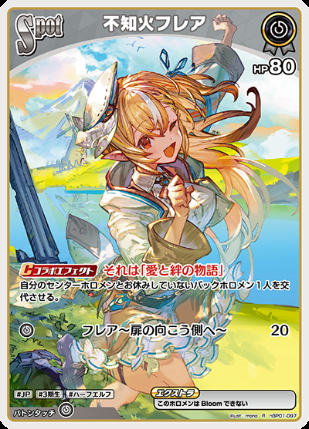 Spot
不知火フレア
HP80
コラボエフェクト それは「愛と絆の物語」
自分のセンターホロメンとお休みしていないバックホロメン1人を交代させる。
フレア〜扉の向こう側へ〜 20
#JP #3期生 #ハーフエルフ
エクストラ
このホロメンはBloomできない
バトンタッチ
illust. mono R hBP01-097